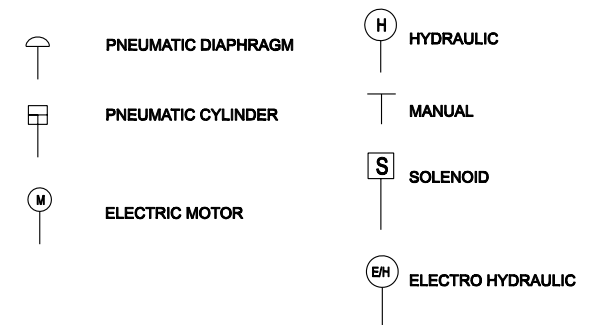 PNEUMATIC DIAPHRAGM
PNEUMATIC CYLINDER
M
ELECTRIC MOTOR
H
HYDRAULIC
MANUAL
S
SOLENOID
E/H
ELECTRO HYDRAULIC